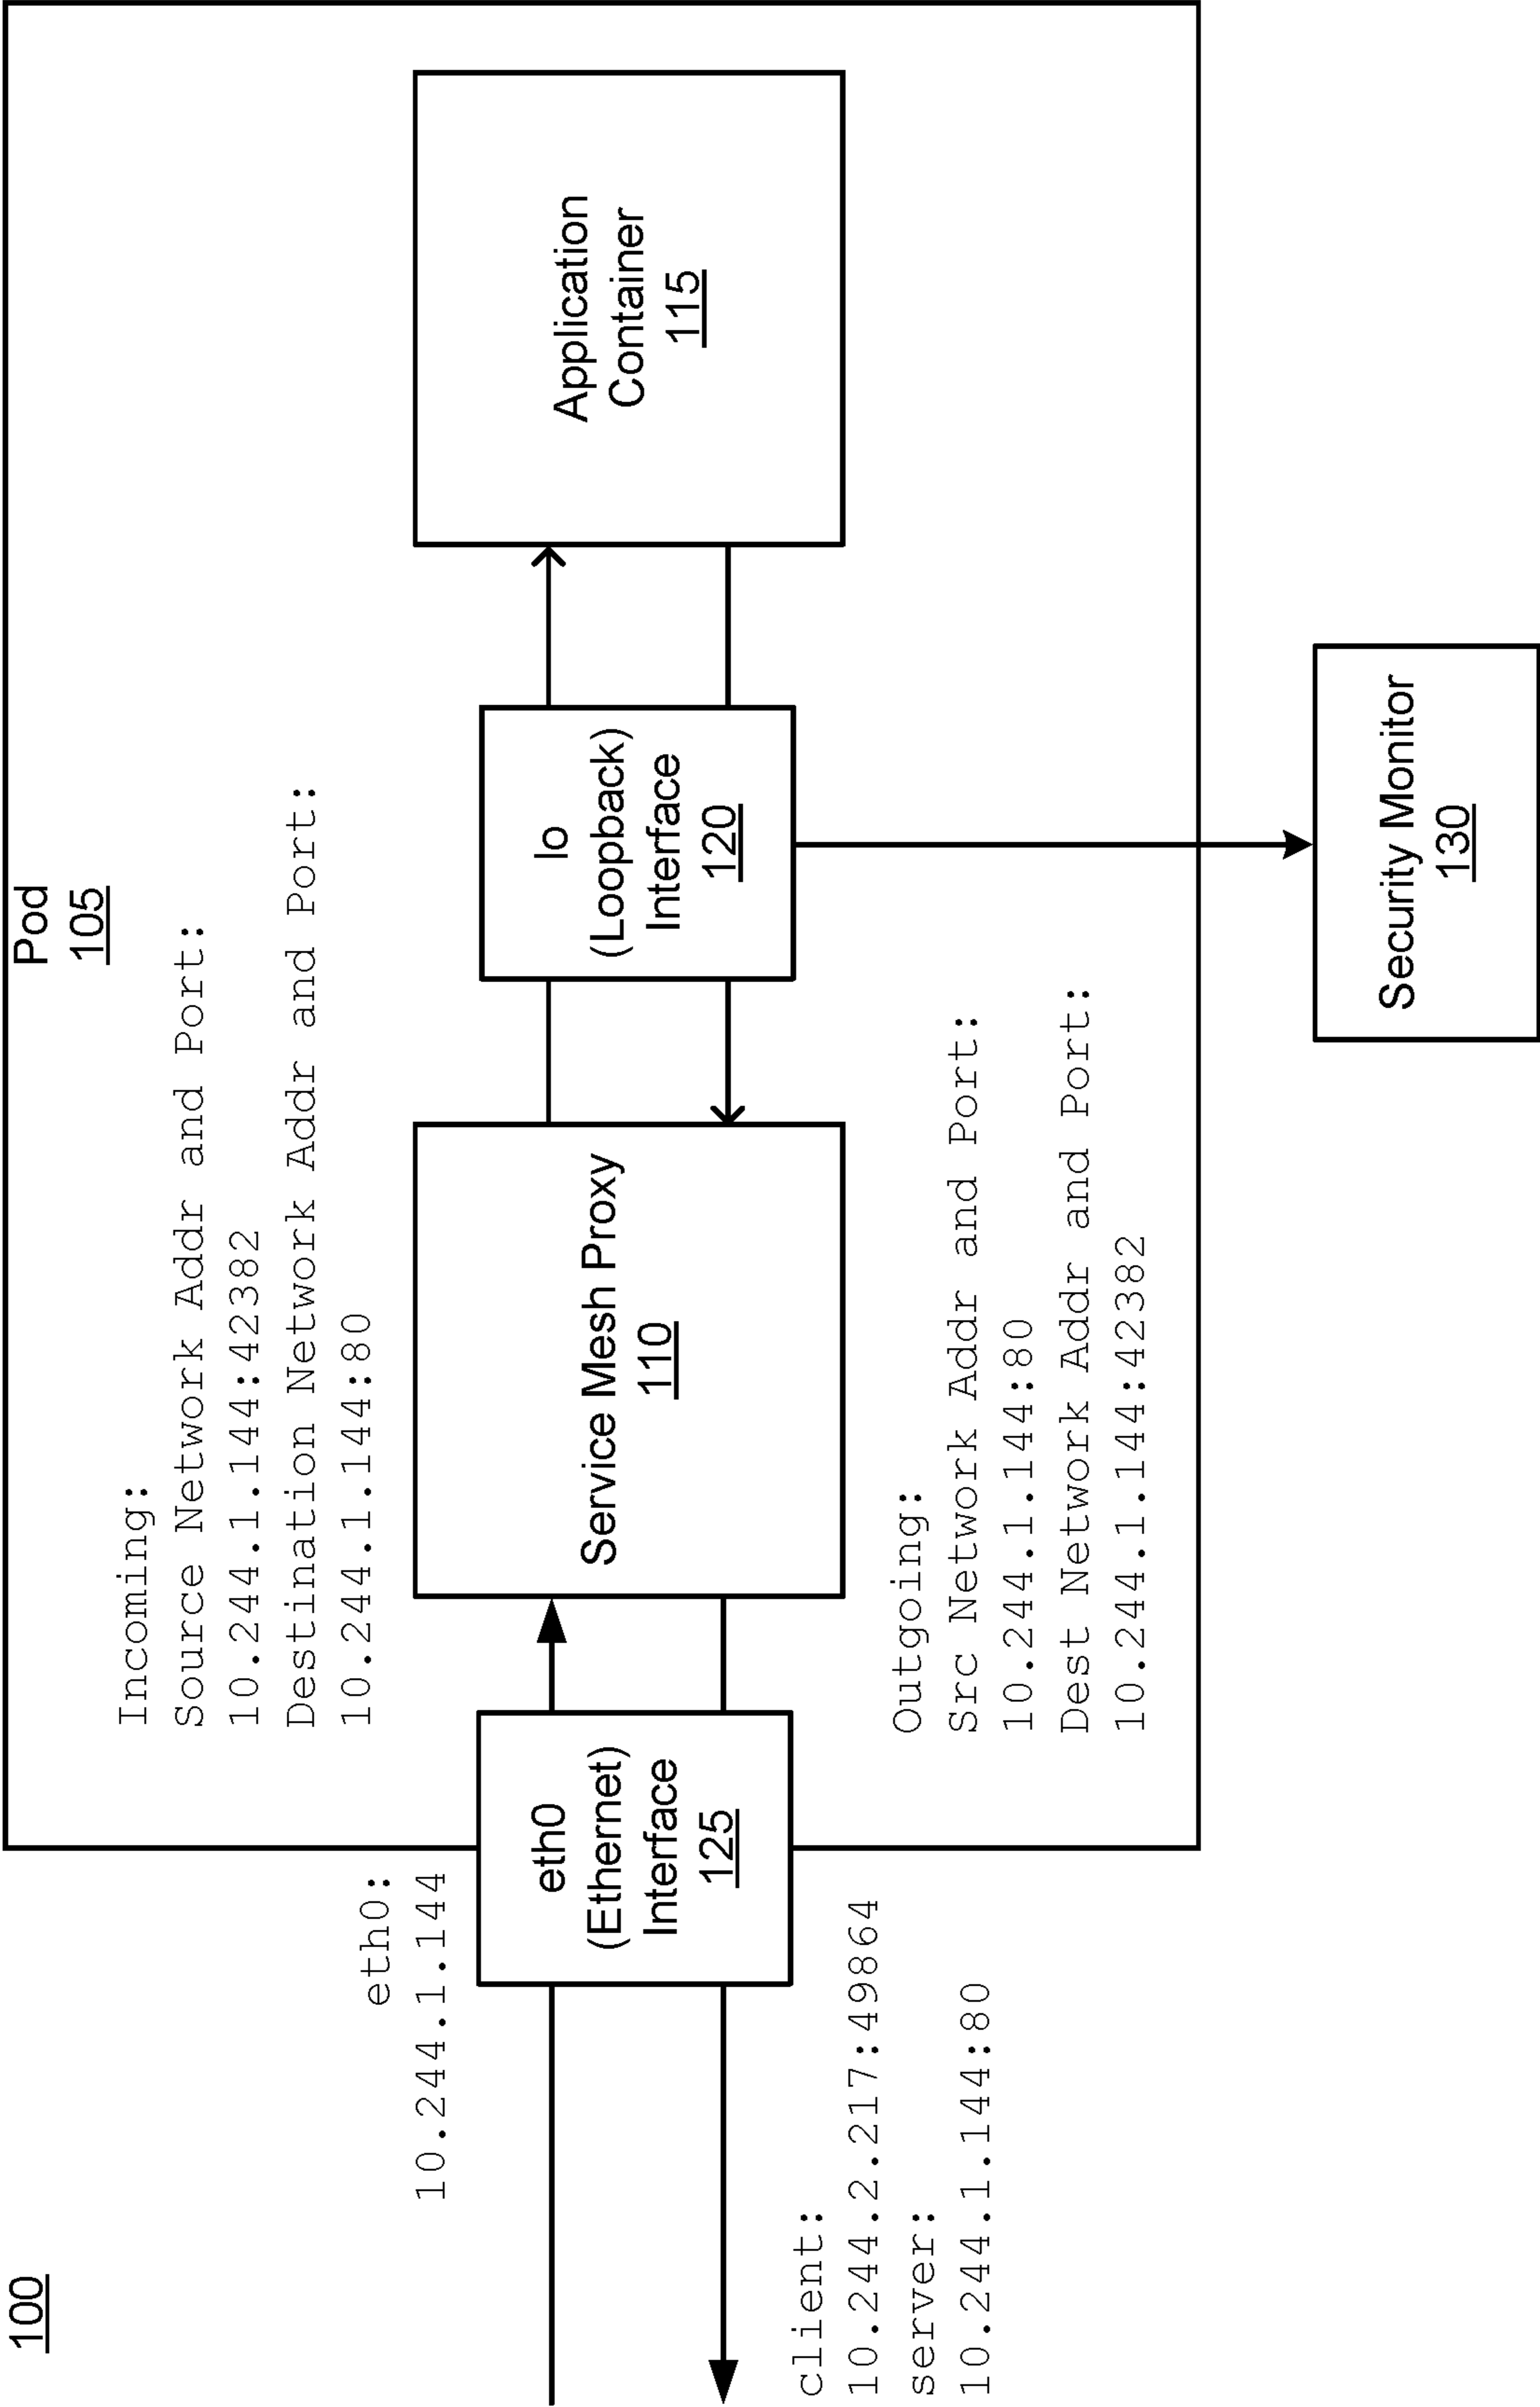 100
Pod
105
Incoming:
Source Network Addr and Port:
10.244.1.144:42382
Destination Network Addr and Port:
10.244.1.144:80
eth0:
10.244.1.144
eth0
(Ethernet)
Interface
125
Service Mesh Proxy
110
lo
(Loopback)
Interface
120
Application
Container
115
client:
10.244.2.217:49864
server:
10.244.1.144:80
Outgoing:
Src Network Addr and Port:
10.244.1.144:80
Dest Network Addr and Port:
10.244.1.144:42382
Security Monitor
130